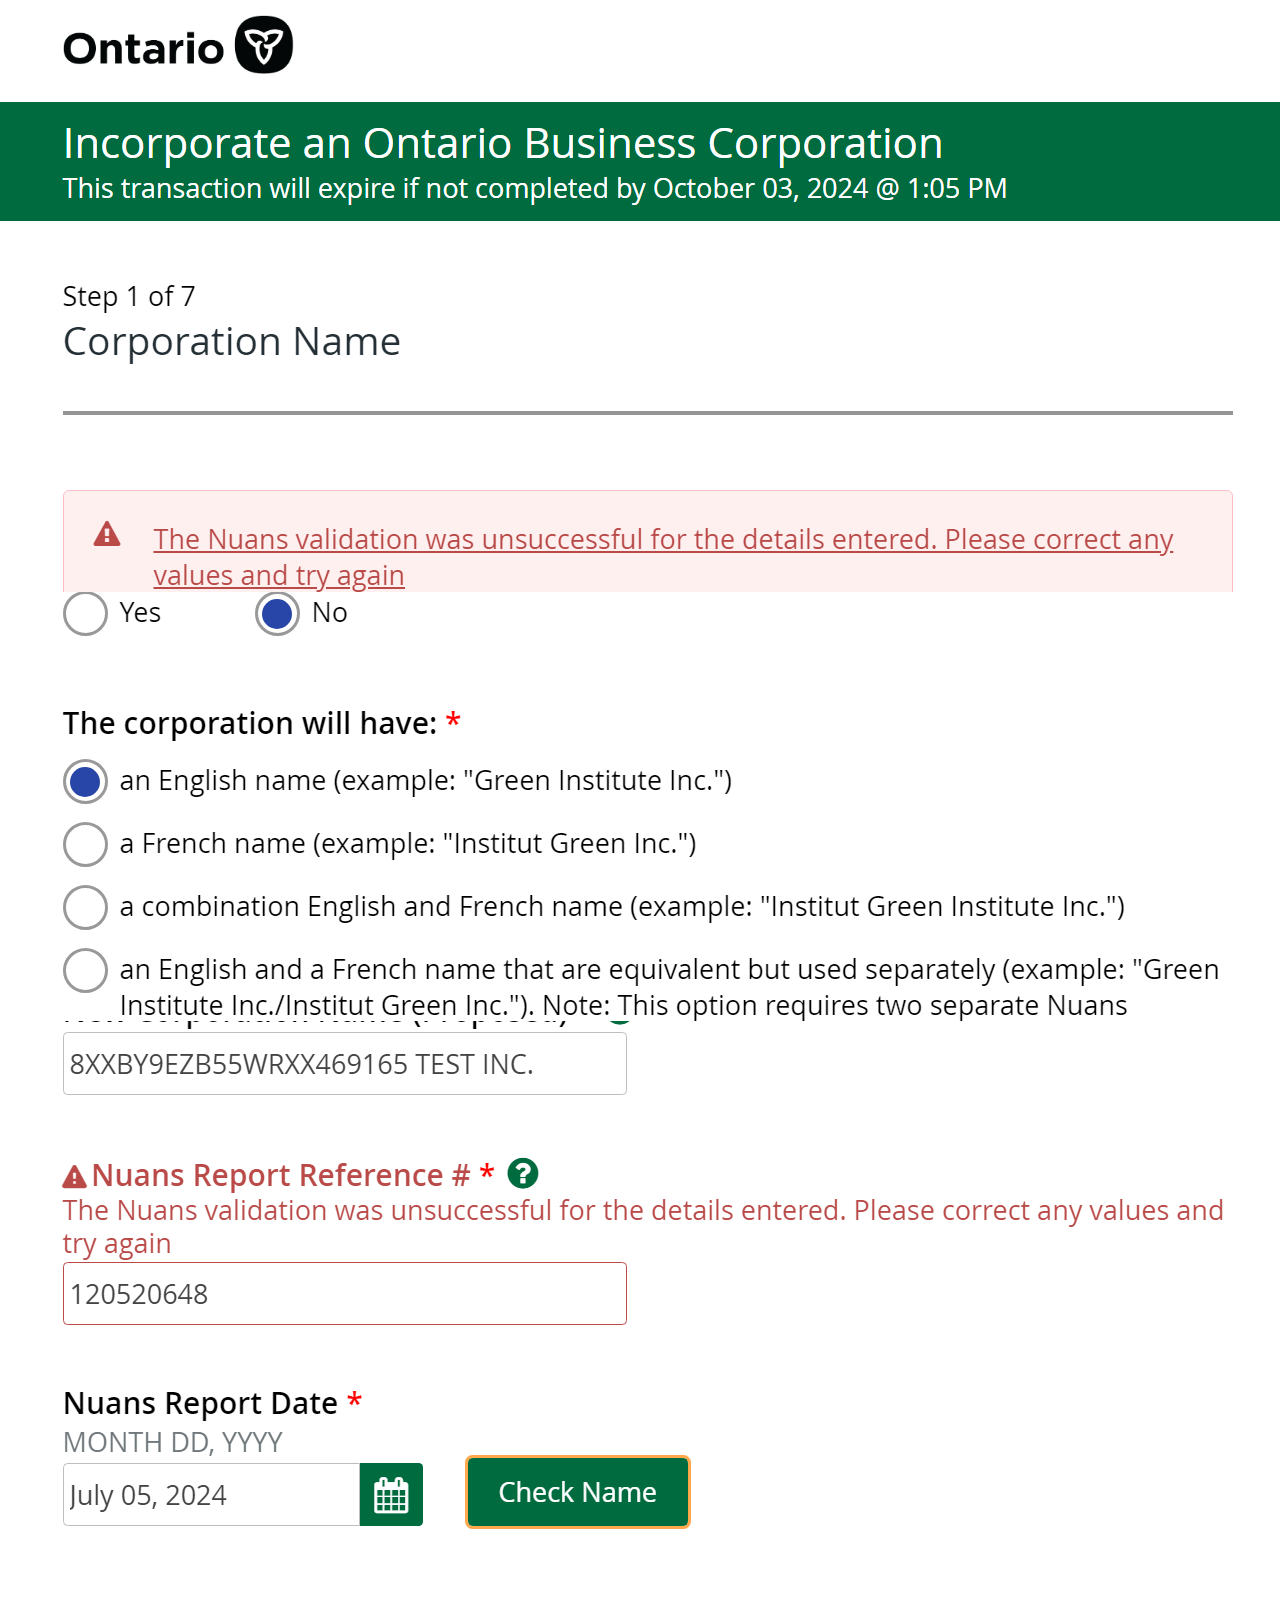 Ontario
Incorporate an Ontario Business Corporation
This transaction will expire if not completed by October 03, 2024 @ 1:05 PM
Step 1 of 7
Corporation Name
The Nuans validation was unsuccessful for the details entered. Please correct any
values and try again
Yes No
The corporation will have: *
an English name (example: "Green Institute Inc.")
a French name (example: "Institut Green Inc.")
a combination English and French name (example: "Institut Green Institute Inc.")
an English and a French name that are equivalent but used separately (example: "Green
Institute Inc./Institut Green Inc."). Note: This option requires two separate Nuans
8XXBY9EZB55WRXX469165 TEST INC.
Nuans Report Reference # * ?
The Nuans validation was unsuccessful for the details entered. Please correct any values and
try again
120520648
Nuans Report Date *
MONTH DD, YYYY
July 05, 2024
Check Name